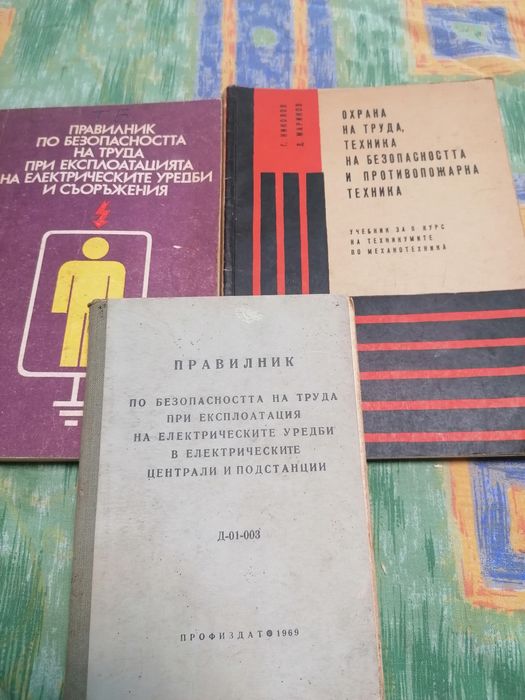 ПРАВИЛНИК
ПО БЕЗОПАСНОСТТА
НА ТРУДА
ПРИ ЕКСПЛОАТАЦИЯТА
НА ЕЛЕКТРИЧЕСКИТЕ УРЕДБИ
И СЪОРЪЖЕНИЯ
Г. НИКОЛОВ
Д. МАРИНОВ
ОХРАНА
НА ТРУДА,
ТЕХНИКА
НА БЕЗОПАСНОСТТА
И ПРОТИВОПОЖАРНА
ТЕХНИКА
УЧЕБНИК ЗА II КУРС
НА ТЕХНИКУМИТЕ
ПО МЕХАНОТЕХНИКА
ПРАВИЛНИК
ПО БЕЗОПАСНОСТТА НА ТРУДА
ПРИ ЕКСПЛОАТАЦИЯ
НА ЕЛЕКТРИЧЕСКИТЕ УРЕДБИ
В ЕЛЕКТРИЧЕСКИТЕ
ЦЕНТРАЛИ И ПОДСТАНЦИИ
Д-01-003
ПРОФИЗДАТ 1969